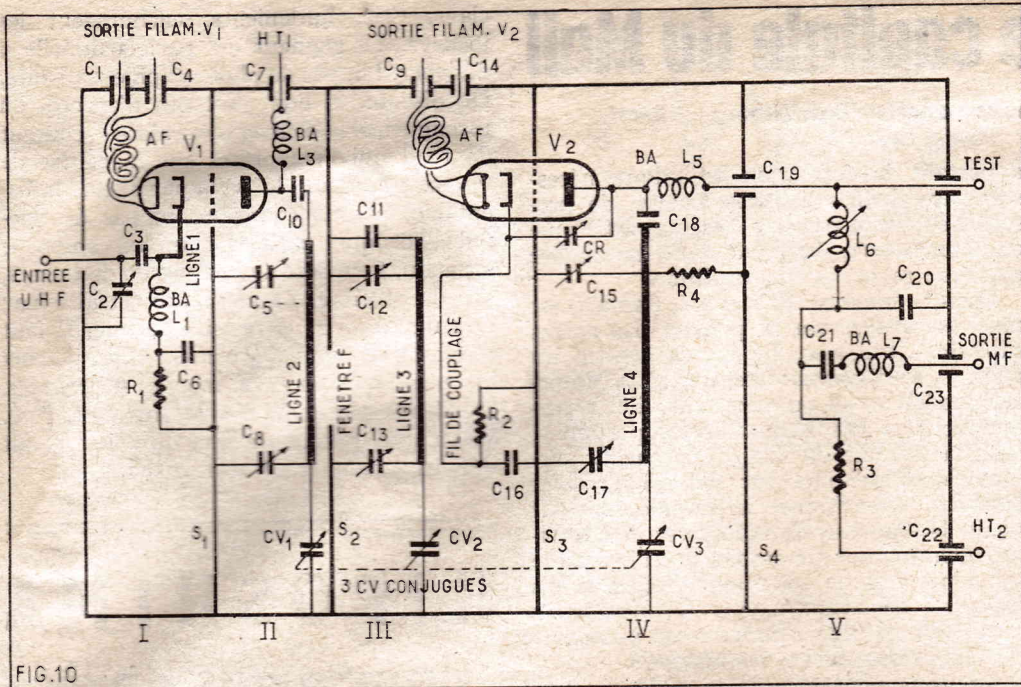 SORTIE FILAM. V1
HT1
SORTIE FILAM. V2
C1
C4
C7
C9
C14
AF
V1
BA
L3
AF
V2
BA
L5
C19
TEST
C10
C18
C3
LIGNE 1
C11
CR
L6
ENTREE
UHF
C2
BA
L1
C5
C12
C15
R4
C20
C6
C21
BA
L7
SORTIE
MF
R1
LIGNE 2
FENETRE F
LIGNE 3
FIL DE COUPLAGE
R2
LIGNE 4
C23
C8
C13
C16
C17
R3
S1
CV1
S2
CV2
S3
CV3
S4
C22
HT2
3 CV CONJUGUES
I
II
III
IV
V
FIG.10